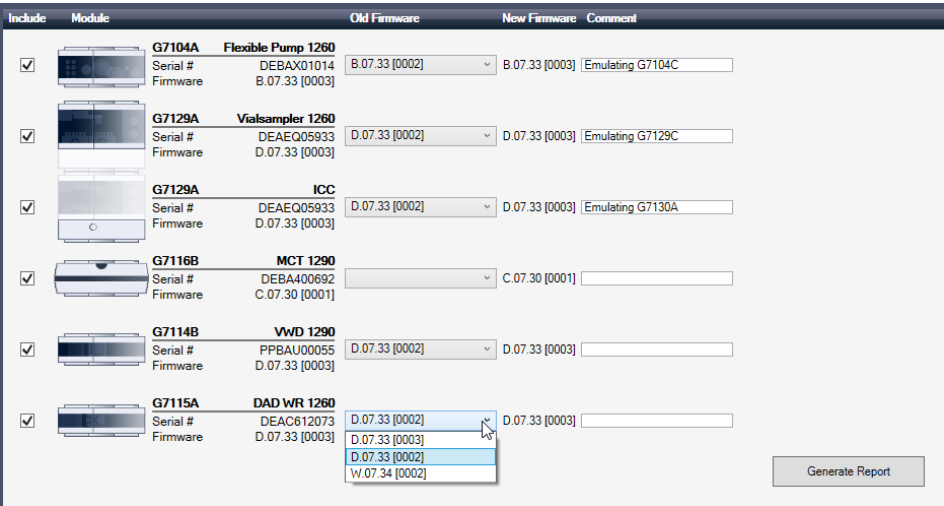 Include Module Old Firmware New Firmware Comment
G7104A Flexible Pump 1260
Serial # DEBAX01014 B.07.33 [0002] B.07.33 [0003] Emulating G7104C
Firmware B.07.33 [0003]
G7129A Vialsampler 1260
Serial # DEAEQ05933 D.07.33 [0002] D.07.33 [0003] Emulating G7129C
Firmware D.07.33 [0003]
G7129A ICC
Serial # DEAEQ05933 D.07.33 [0002] D.07.33 [0003] Emulating G7130A
Firmware D.07.33 [0003]
G7116B MCT 1290
Serial # DEBA400692 C.07.30 [0001]
Firmware C.07.30 [0001]
G7114B VWD 1290
Serial # PPBAU00055 D.07.33 [0002] D.07.33 [0003]
Firmware D.07.33 [0003]
G7115A DAD WR 1260
Serial # DEAC612073 D.07.33 [0002] D.07.33 [0003]
Firmware D.07.33 [0003] D.07.33 [0003]
D.07.33 [0002]
W.07.34 [0002]
Generate Report